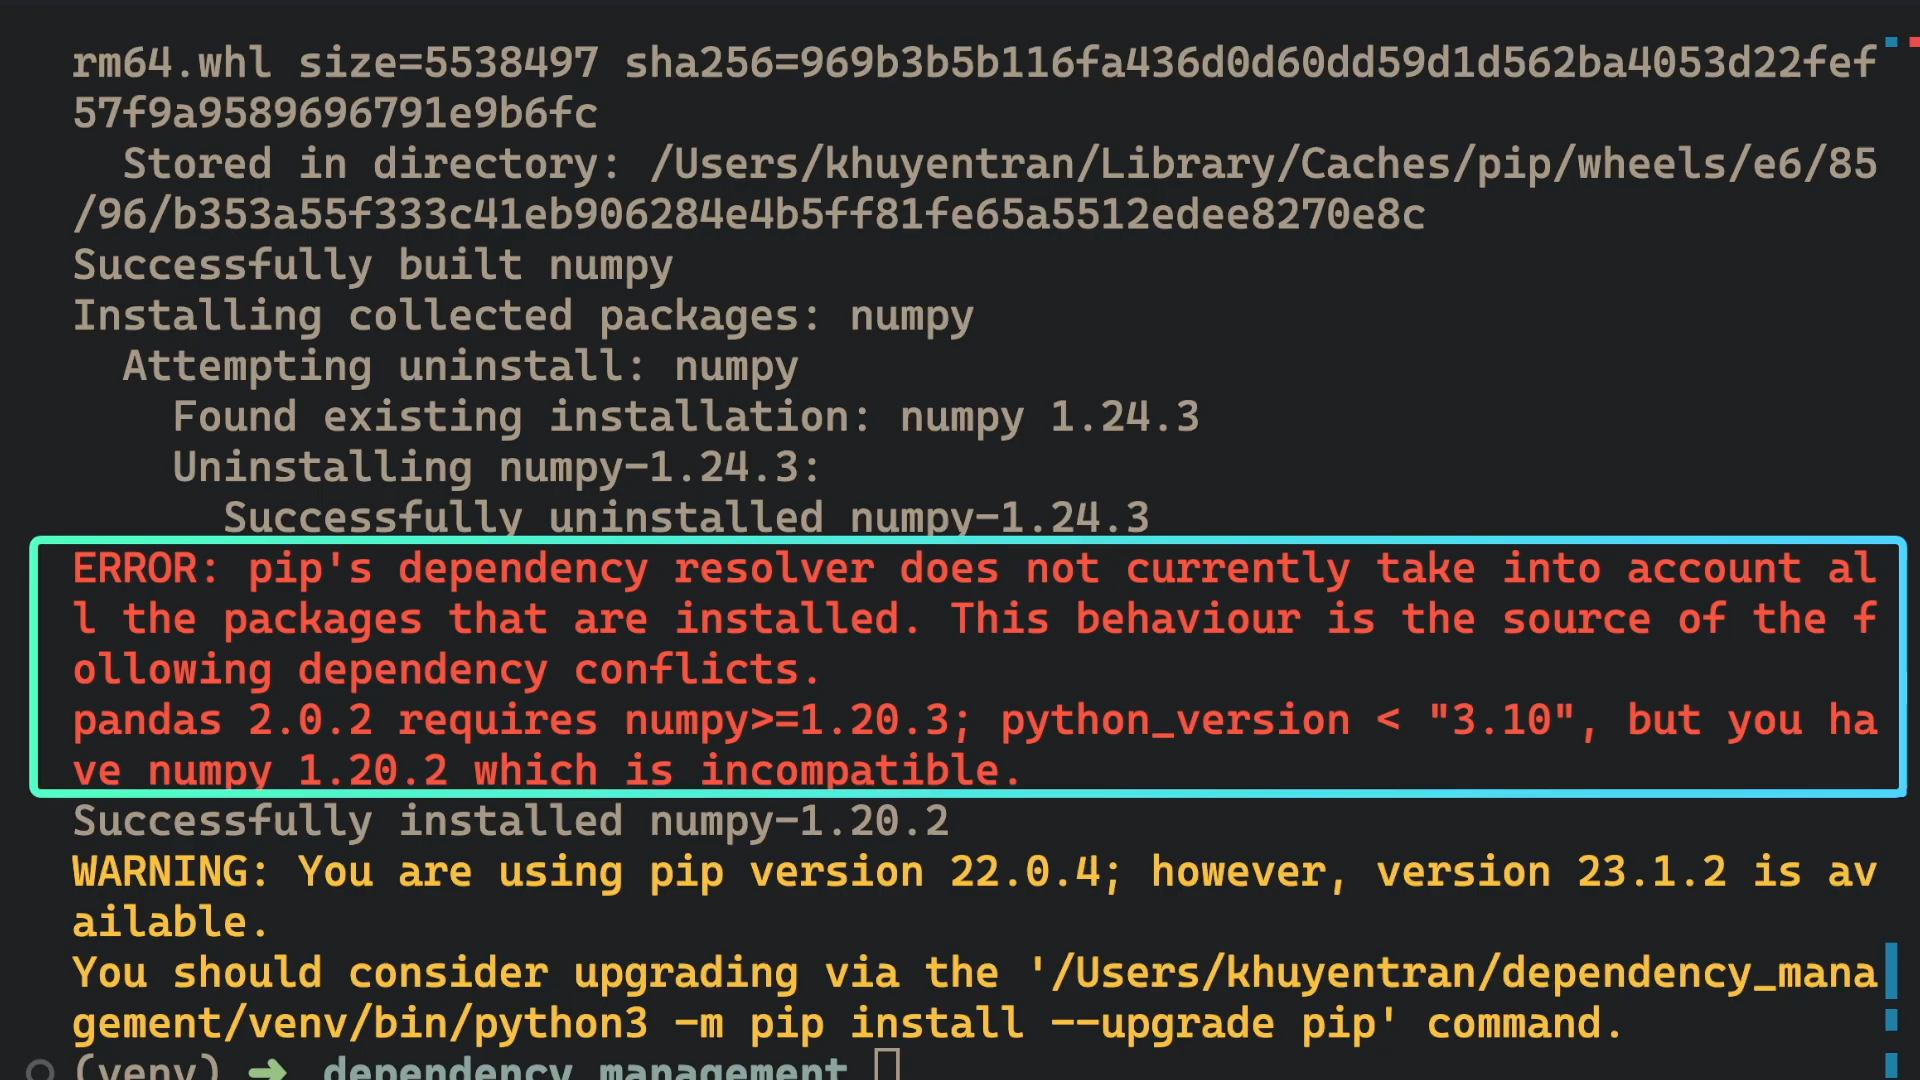 rm64.whl size=5538497 sha256=969b3b5b116fa436d0d60dd59d1d562ba4053d22fef
57f9a9589696791e9b6fc
  Stored in directory: /Users/khuyentran/Library/Caches/pip/wheels/e6/85
/96/b353a55f333c41eb906284e4b5ff81fe65a5512edee8270e8c
Successfully built numpy
Installing collected packages: numpy
  Attempting uninstall: numpy
    Found existing installation: numpy 1.24.3
    Uninstalling numpy-1.24.3:
      Successfully uninstalled numpy-1.24.3
ERROR: pip's dependency resolver does not currently take into account al
l the packages that are installed. This behaviour is the source of the f
ollowing dependency conflicts.
pandas 2.0.2 requires numpy>=1.20.3; python_version < "3.10", but you ha
ve numpy 1.20.2 which is incompatible.
Successfully installed numpy-1.20.2
WARNING: You are using pip version 22.0.4; however, version 23.1.2 is av
ailable.
You should consider upgrading via the '/Users/khuyentran/dependency_mana
gement/venv/bin/python3 -m pip install --upgrade pip' command.
(venv) ➜ dependency_management